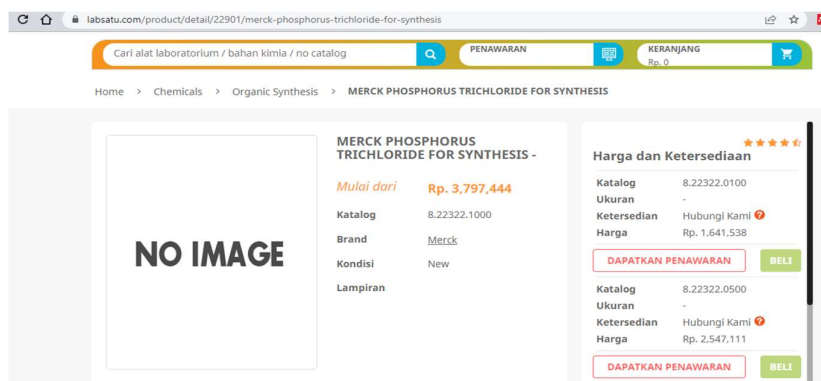 labsatu.com/product/detail/22901/merck-phosphorus-trichloride-for-synthesis
Cari alat laboratorium / bahan kimia / no catalog
PENAWARAN
KERANJANG
Rp. 0
Home > Chemicals > Organic Synthesis > MERCK PHOSPHORUS TRICHLORIDE FOR SYNTHESIS
NO IMAGE
MERCK PHOSPHORUS
TRICHLORIDE FOR SYNTHESIS -
Mulai dari Rp. 3,797,444
Katalog 8.22322.1000
Brand Merck
Kondisi New
Lampiran
Harga dan Ketersediaan
Katalog 8.22322.0100
Ukuran -
Ketersedian Hubungi Kami ?
Harga Rp. 1,641,538
DAPATKAN PENAWARAN BELI
Katalog 8.22322.0500
Ukuran -
Ketersedian Hubungi Kami ?
Harga Rp. 2,547,111
DAPATKAN PENAWARAN BELI